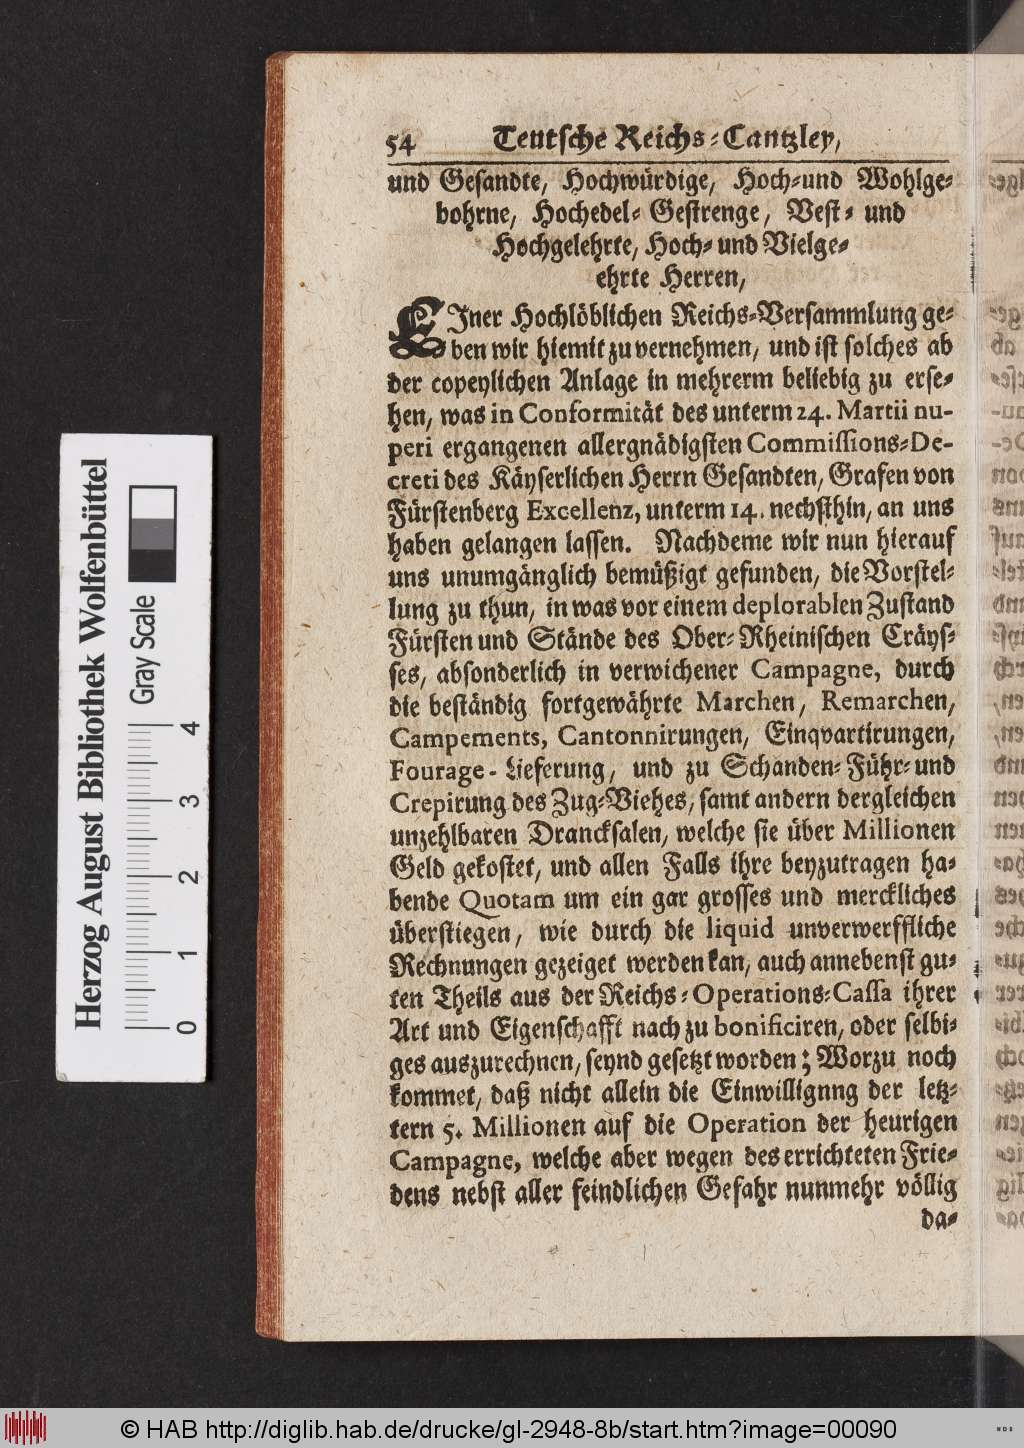 54 Teutsche Reichs-Cantzley,
und Gesandte, Hochwürdige, Hoch-und Wohlge-
bohrne, Hochedel- Gestrenge, Vest- und
Hochgelehrte, Hoch- und Vielge-
ehrte Herren,
EJner Hochlöblichen Reichs-Versammlung ge-
ben wir hiemit zu vernehmen, und ist solches ab
der copeylichen Anlage in mehrerm beliebig zu erse-
hen, was in Conformität des unterm 24. Martii nu-
peri ergangenen allergnädigsten Commissions-De-
creti des Käyserlichen Herrn Gesandten, Grafen von
Fürstenberg Excellenz, unterm 14. nechsthin, an uns
haben gelangen lassen. Nachdeme wir nun hierauf
uns unumgänglich bemüßigt gefunden, die Vorstel-
lung zu thun, in was vor einem deplorablen Zustand
Fürsten und Stände des Ober-Rheinischen Cräys-
ses, absonderlich in verwichener Campagne, durch
die beständig fortgewährte Marchen, Remarchen,
Campements, Cantonnirungen, Einqvartirungen,
Fourage-Lieferung, und zu Schanden-Führ-und
Crepirung des Zug-Viehes, samt andern dergleichen
unzehlbaren Drancksalen, welche sie über Millionen
Geld gekostet, und allen Falls ihre beyzutragen ha-
bende Quotam um ein gar grosses und merckliches
überstiegen, wie durch die liquid unverwerffliche
Rechnungen gezeiget werden kan, auch annebenst gu-
ten Theils aus der Reichs-Operations-Cassa ihrer
Art und Eigenschafft nach zu bonificiren, oder selbi-
ges auszurechnen, seynd gesetzt worden; Worzu noch
kommet, daß nicht allein die Einwillignng der letz-
tern 5. Millionen auf die Operation der heurigen
Campagne, welche aber wegen des errichteten Frie-
dens nebst aller feindlichen Gefahr nunmehr völlig
da-
Herzog August Bibliothek Wolfenbüttel
Gray Scale
0 1 2 3 4
© HAB http://diglib.hab.de/drucke/gl-2948-8b/start.htm?image=00090